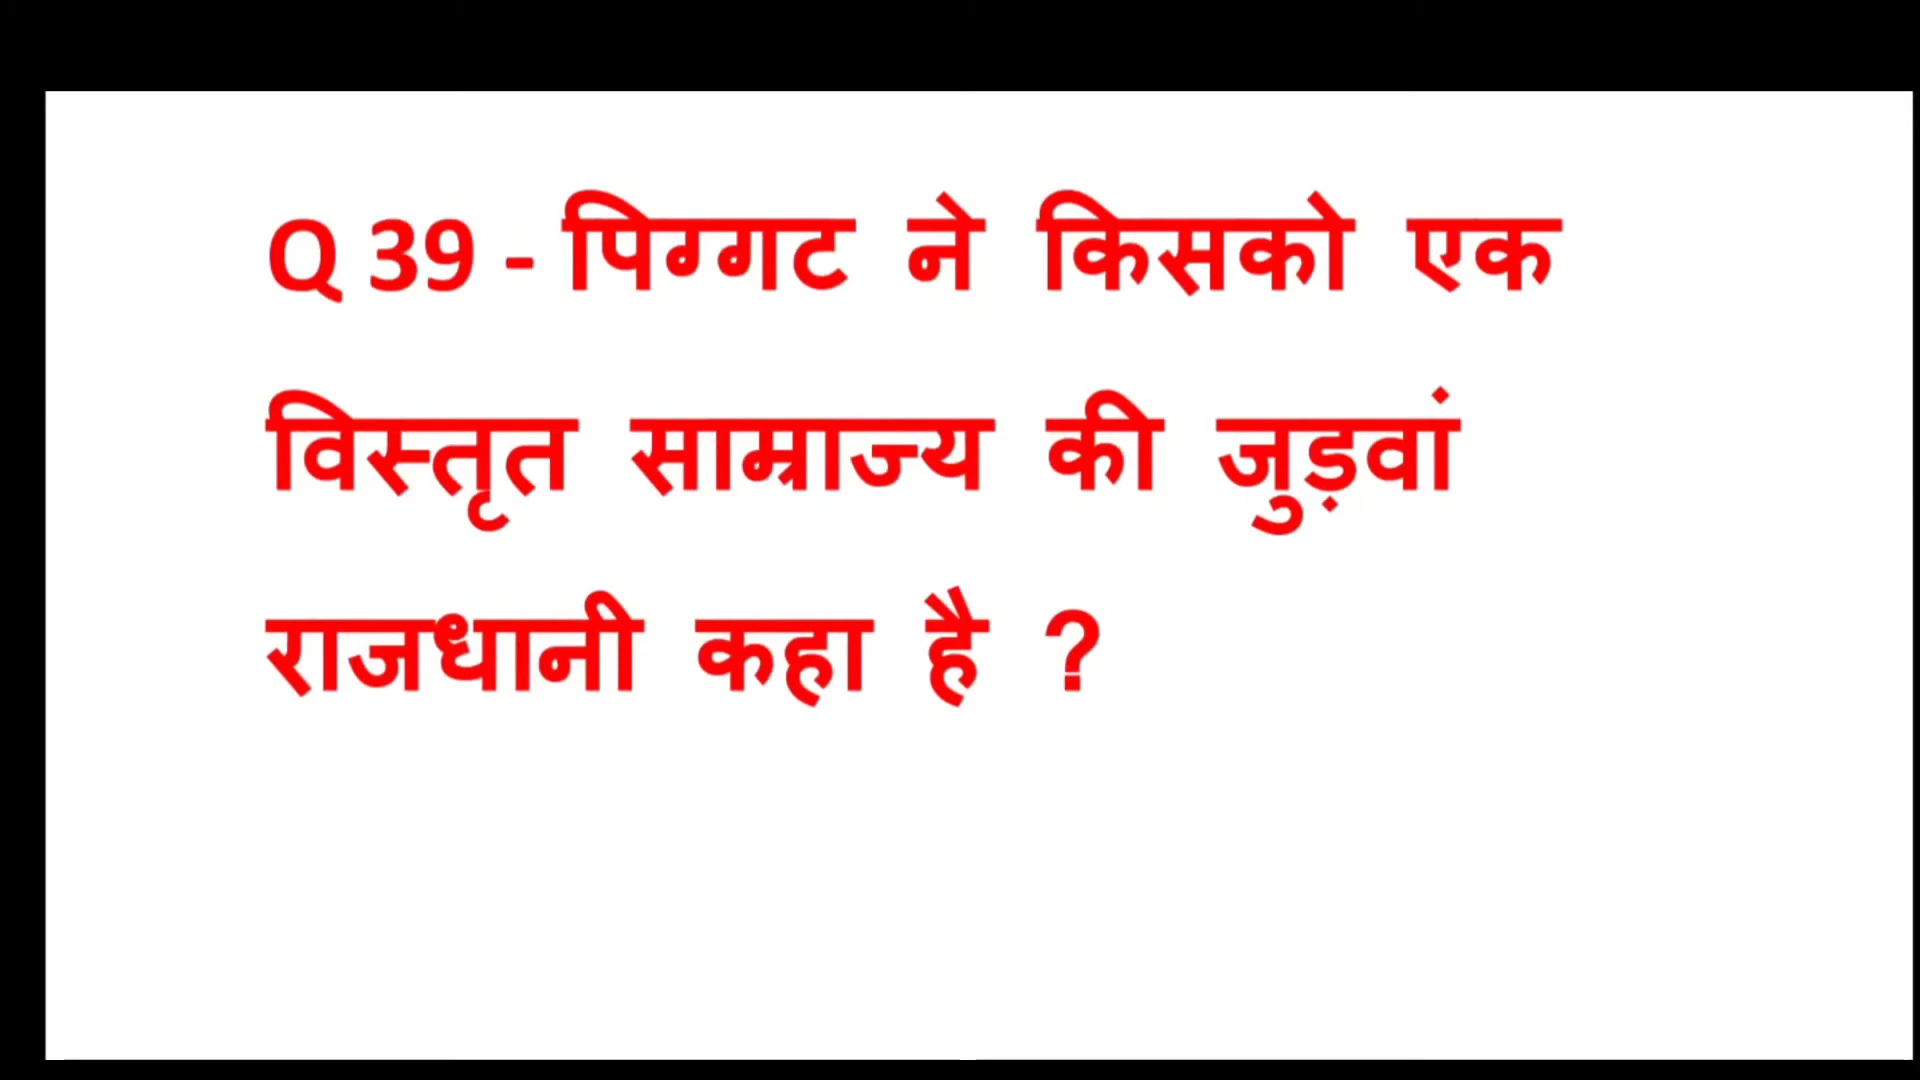 Q 39 - पिग्गट ने किसको एक
विस्तृत साम्राज्य की जुड़वां
राजधानी कहा है ?